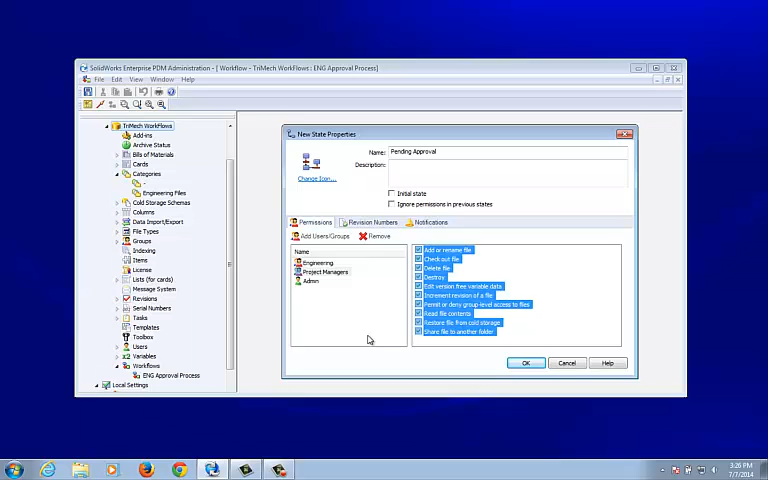 SolidWorks Enterprise PDM Administration - [ Workflow - TriMech WorkFlows : ENG Approval Process]
File Edit View Window Help
TriMech WorkFlows
Add-ins
Archive Status
Bills of Materials
Cards
Categories
-
Engineering Files
Cold Storage Schemas
Columns
Data Import/Export
File Types
Groups
Indexing
Items
License
Lists (for cards)
Message System
Revisions
Serial Numbers
Tasks
Templates
Toolbox
Users
Variables
Workflows
ENG Approval Process
Local Settings
New State Properties
Name: Pending Approval
Description:
Change Icon...
Initial state
Ignore permissions in previous states
Permissions Revision Numbers Notifications
Add Users/Groups Remove
Name
Engineering
Project Managers
Admin
Add or rename file
Check out file
Delete file
Destroy
Edit version free variable data
Increment revision of a file
Permit or deny group-level access to files
Read file contents
Restore file from cold storage
Share file to another folder
OK Cancel Help
3:26 PM
7/7/2014